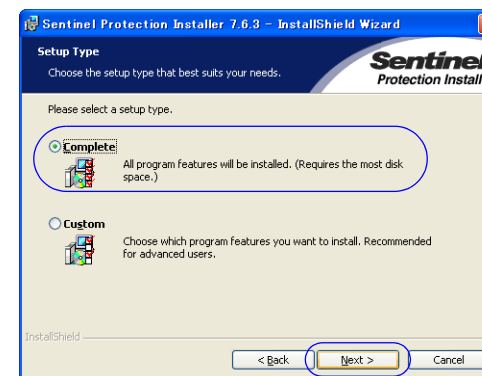 Sentinel Protection Installer 7.6.3 - InstallShield Wizard
Setup Type
Choose the setup type that best suits your needs.
Sentinel
Protection Install
Please select a setup type.
Complete
All program features will be installed. (Requires the most disk
space.)
Custom
Choose which program features you want to install. Recommended
for advanced users.
InstallShield
< Back
Next >
Cancel